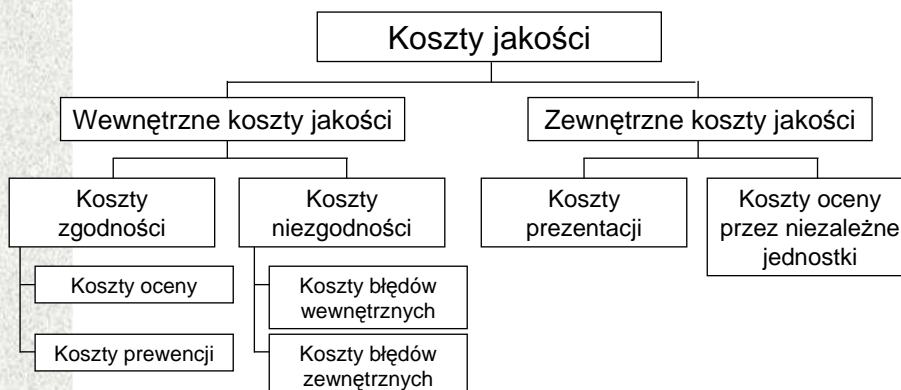 Koszty jakości
Wewnętrzne koszty jakości
Zewnętrzne koszty jakości
Koszty
zgodności
Koszty
niezgodności
Koszty
prezentacji
Koszty oceny
przez niezależne
jednostki
Koszty oceny
Koszty prewencji
Koszty błędów
wewnętrznych
Koszty błędów
zewnętrznych